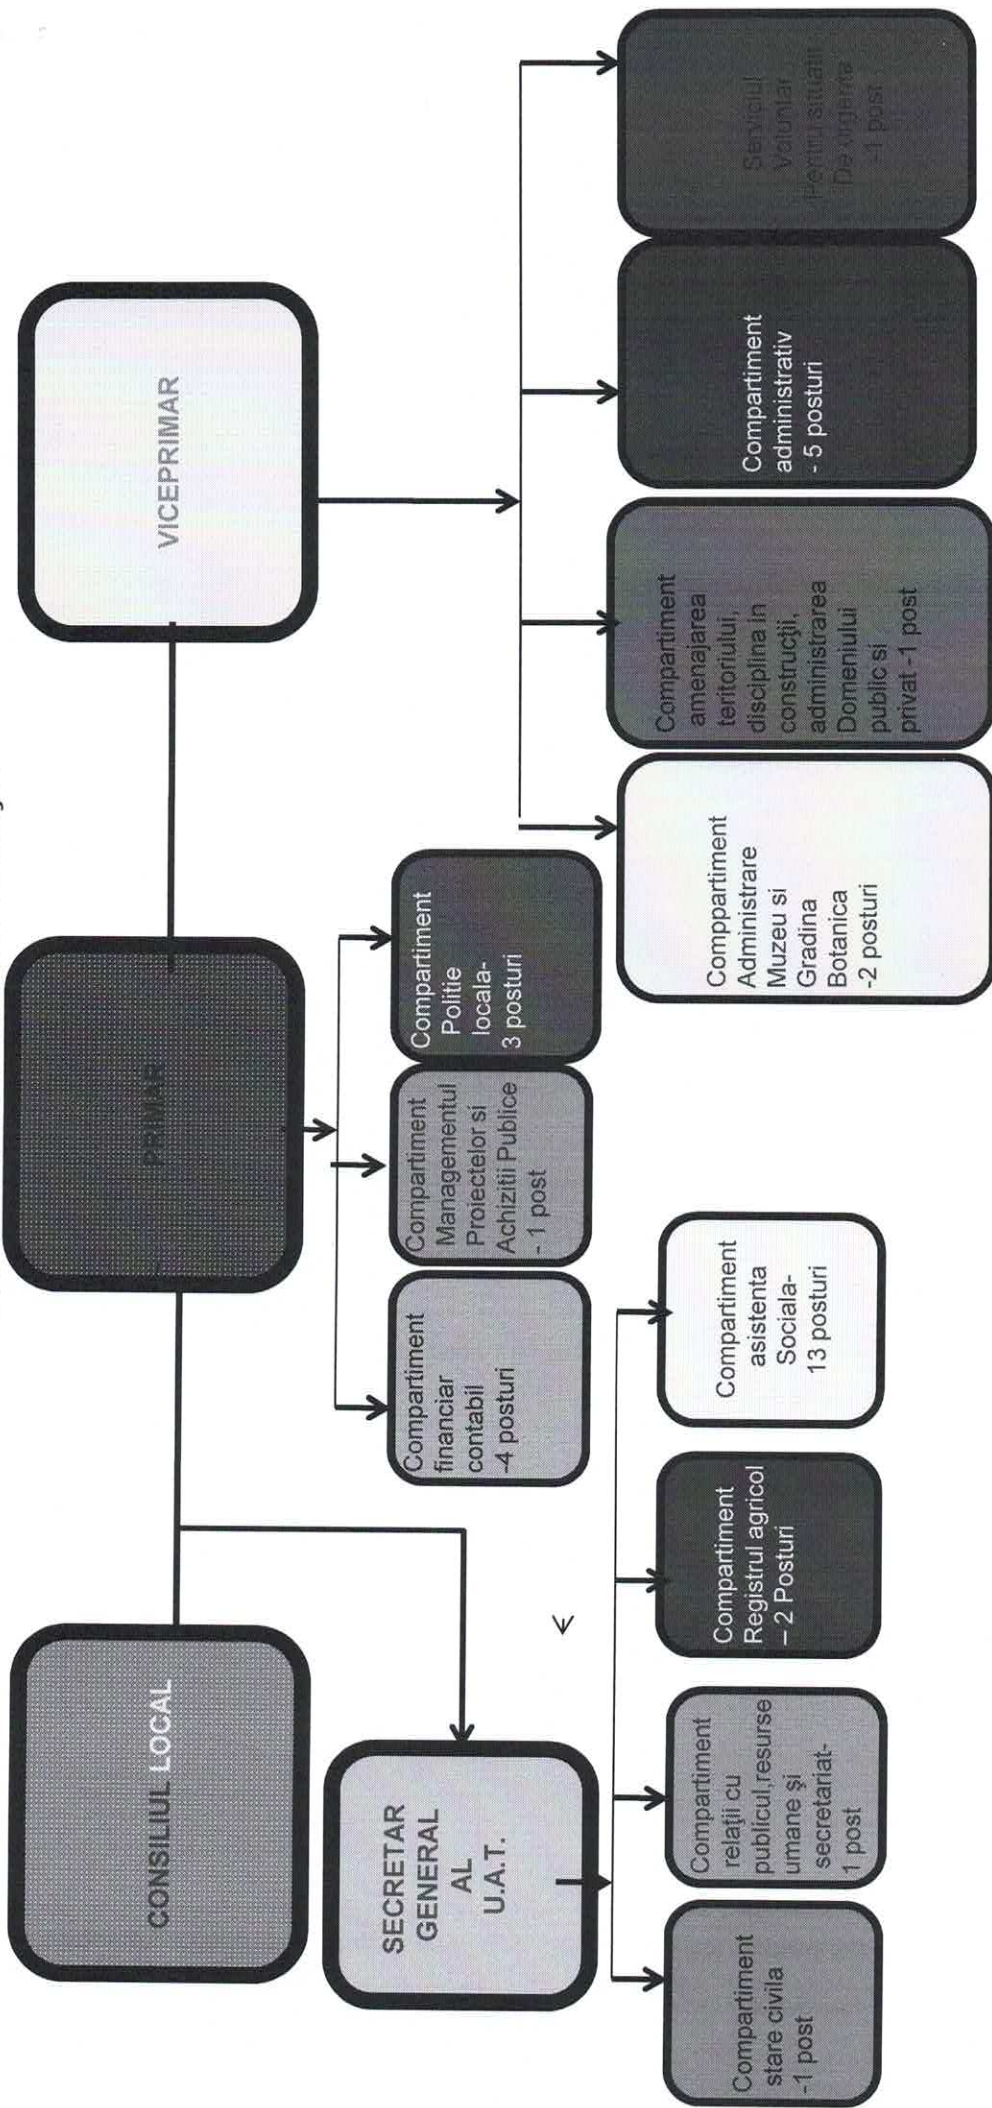 CONSILIUL LOCAL
PRIMAR
VICEPRIMAR
SECRETAR
GENERAL
AL
U.A.T.
Compartiment
financiar
contabil
-4 posturi
Compartiment
Managementul
Proiectelor si
Achizitii Publice
- 1 post
Compartiment
Politie
locala-
3 posturi
Compartiment
stare civila
-1 post
Compartiment
relaţii cu
publicul,resurse
umane şi
secretariat-
1 post
Compartiment
Registrul agricol
– 2 Posturi
Compartiment
asistenta
Sociala-
13 posturi
Comppartiment
Administrare
Muzeu si
Gradina
Botanica
-2 posturi
Compartiment
amenajarea
teritoriului,
disciplina in
construcţii,
administrarea
Domeniului
public si
privat -1 post
Compartiment
administrativ
- 5 posturi
Serviciul
Voluntar
Pentru situatii
De urgenta
-1 post